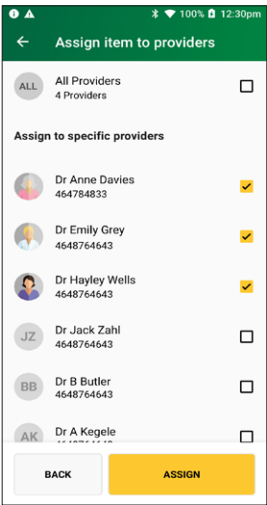 100% 12:30pm
Assign item to providers
ALL
All Providers
4 Providers
Assign to specific providers
Dr Anne Davies
464784833
Dr Emily Grey
4648764643
Dr Hayley Wells
4648764643
JZ
Dr Jack Zahl
4648764643
BB
Dr B Butler
4648764643
AK
Dr A Kegele
BACK
ASSIGN